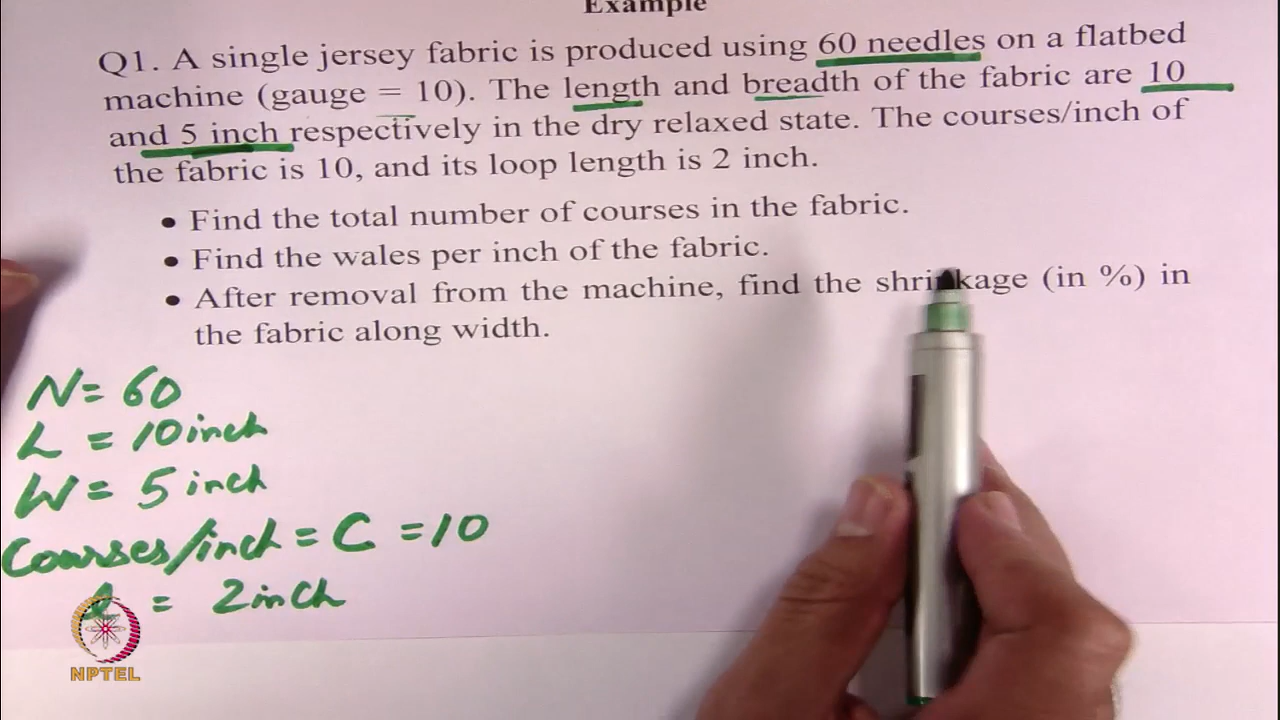 Example
Q1. A single jersey fabric is produced using 60 needles on a flatbed
machine (gauge = 10). The length and breadth of the fabric are 10
and 5 inch respectively in the dry relaxed state. The courses/inch of
the fabric is 10, and its loop length is 2 inch.
• Find the total number of courses in the fabric.
• Find the wales per inch of the fabric.
• After removal from the machine, find the shrinkage (in %) in
the fabric along width.
N = 60
L = 10 inch
W = 5 inch
Courses/inch = C = 10
l = 2 inch
NPTEL